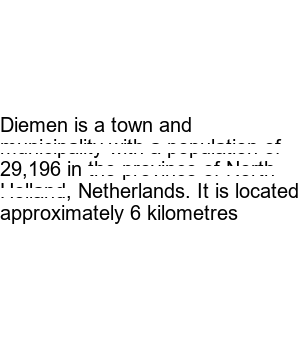 Diemen is a town and
municipality with a population of
29,196 in the province of North
Holland, Netherlands. It is located
approximately 6 kilometres